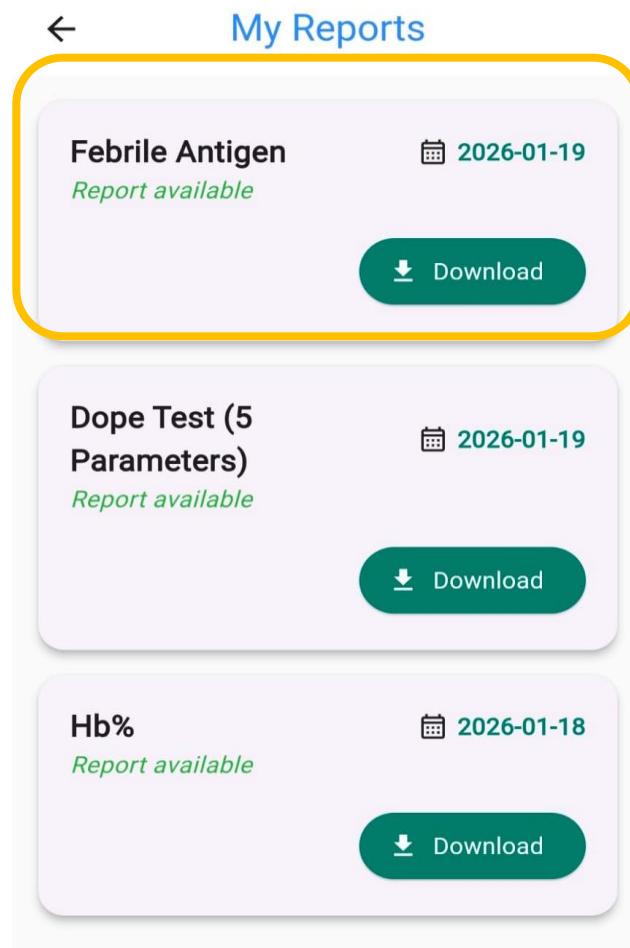 My Reports
Febrile Antigen
2026-01-19
Report available
Download
Dope Test (5
Parameters)
2026-01-19
Report available
Download
Hb%
2026-01-18
Report available
Download